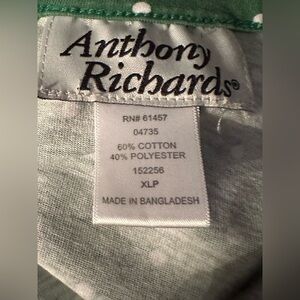 Anthony
Richards®
RN# 61457
04735
60% COTTON
40% POLYESTER
152256
XLP
MADE IN BANGLADESH